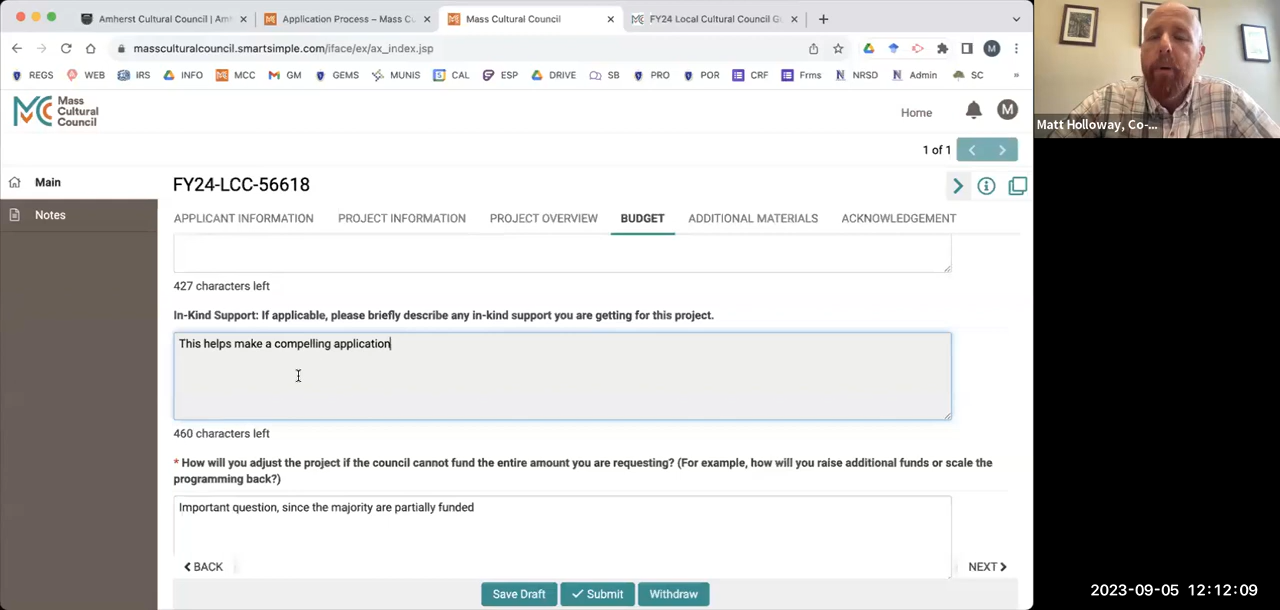 Amherst Cultural Council | Amh
Application Process – Mass C
Mass Cultural Council
FY24 Local Cultural Council G
massculturalcouncil.smartsimple.com/iface/ex/ax_index.jsp
M
REGS WEB IRS INFO MCC GM GEMS MUNIS CAL ESP DRIVE SB PRO POR CRF Frms NRSD Admin SC »
Mass
Cultural
Council
Home
M
1 of 1
Main
Notes
FY24-LCC-56618
APPLICANT INFORMATION PROJECT INFORMATION PROJECT OVERVIEW BUDGET ADDITIONAL MATERIALS ACKNOWLEDGEMENT
427 characters left
In-Kind Support: If applicable, please briefly describe any in-kind support you are getting for this project.
This helps make a compelling application
460 characters left
* How will you adjust the project if the council cannot fund the entire amount you are requesting? (For example, how will you raise additional funds or scale the
programming back?)
Important question, since the majority are partially funded
BACK
NEXT
Save Draft Submit Withdraw
Matt Holloway, Co-...
2023-09-05 12:12:09